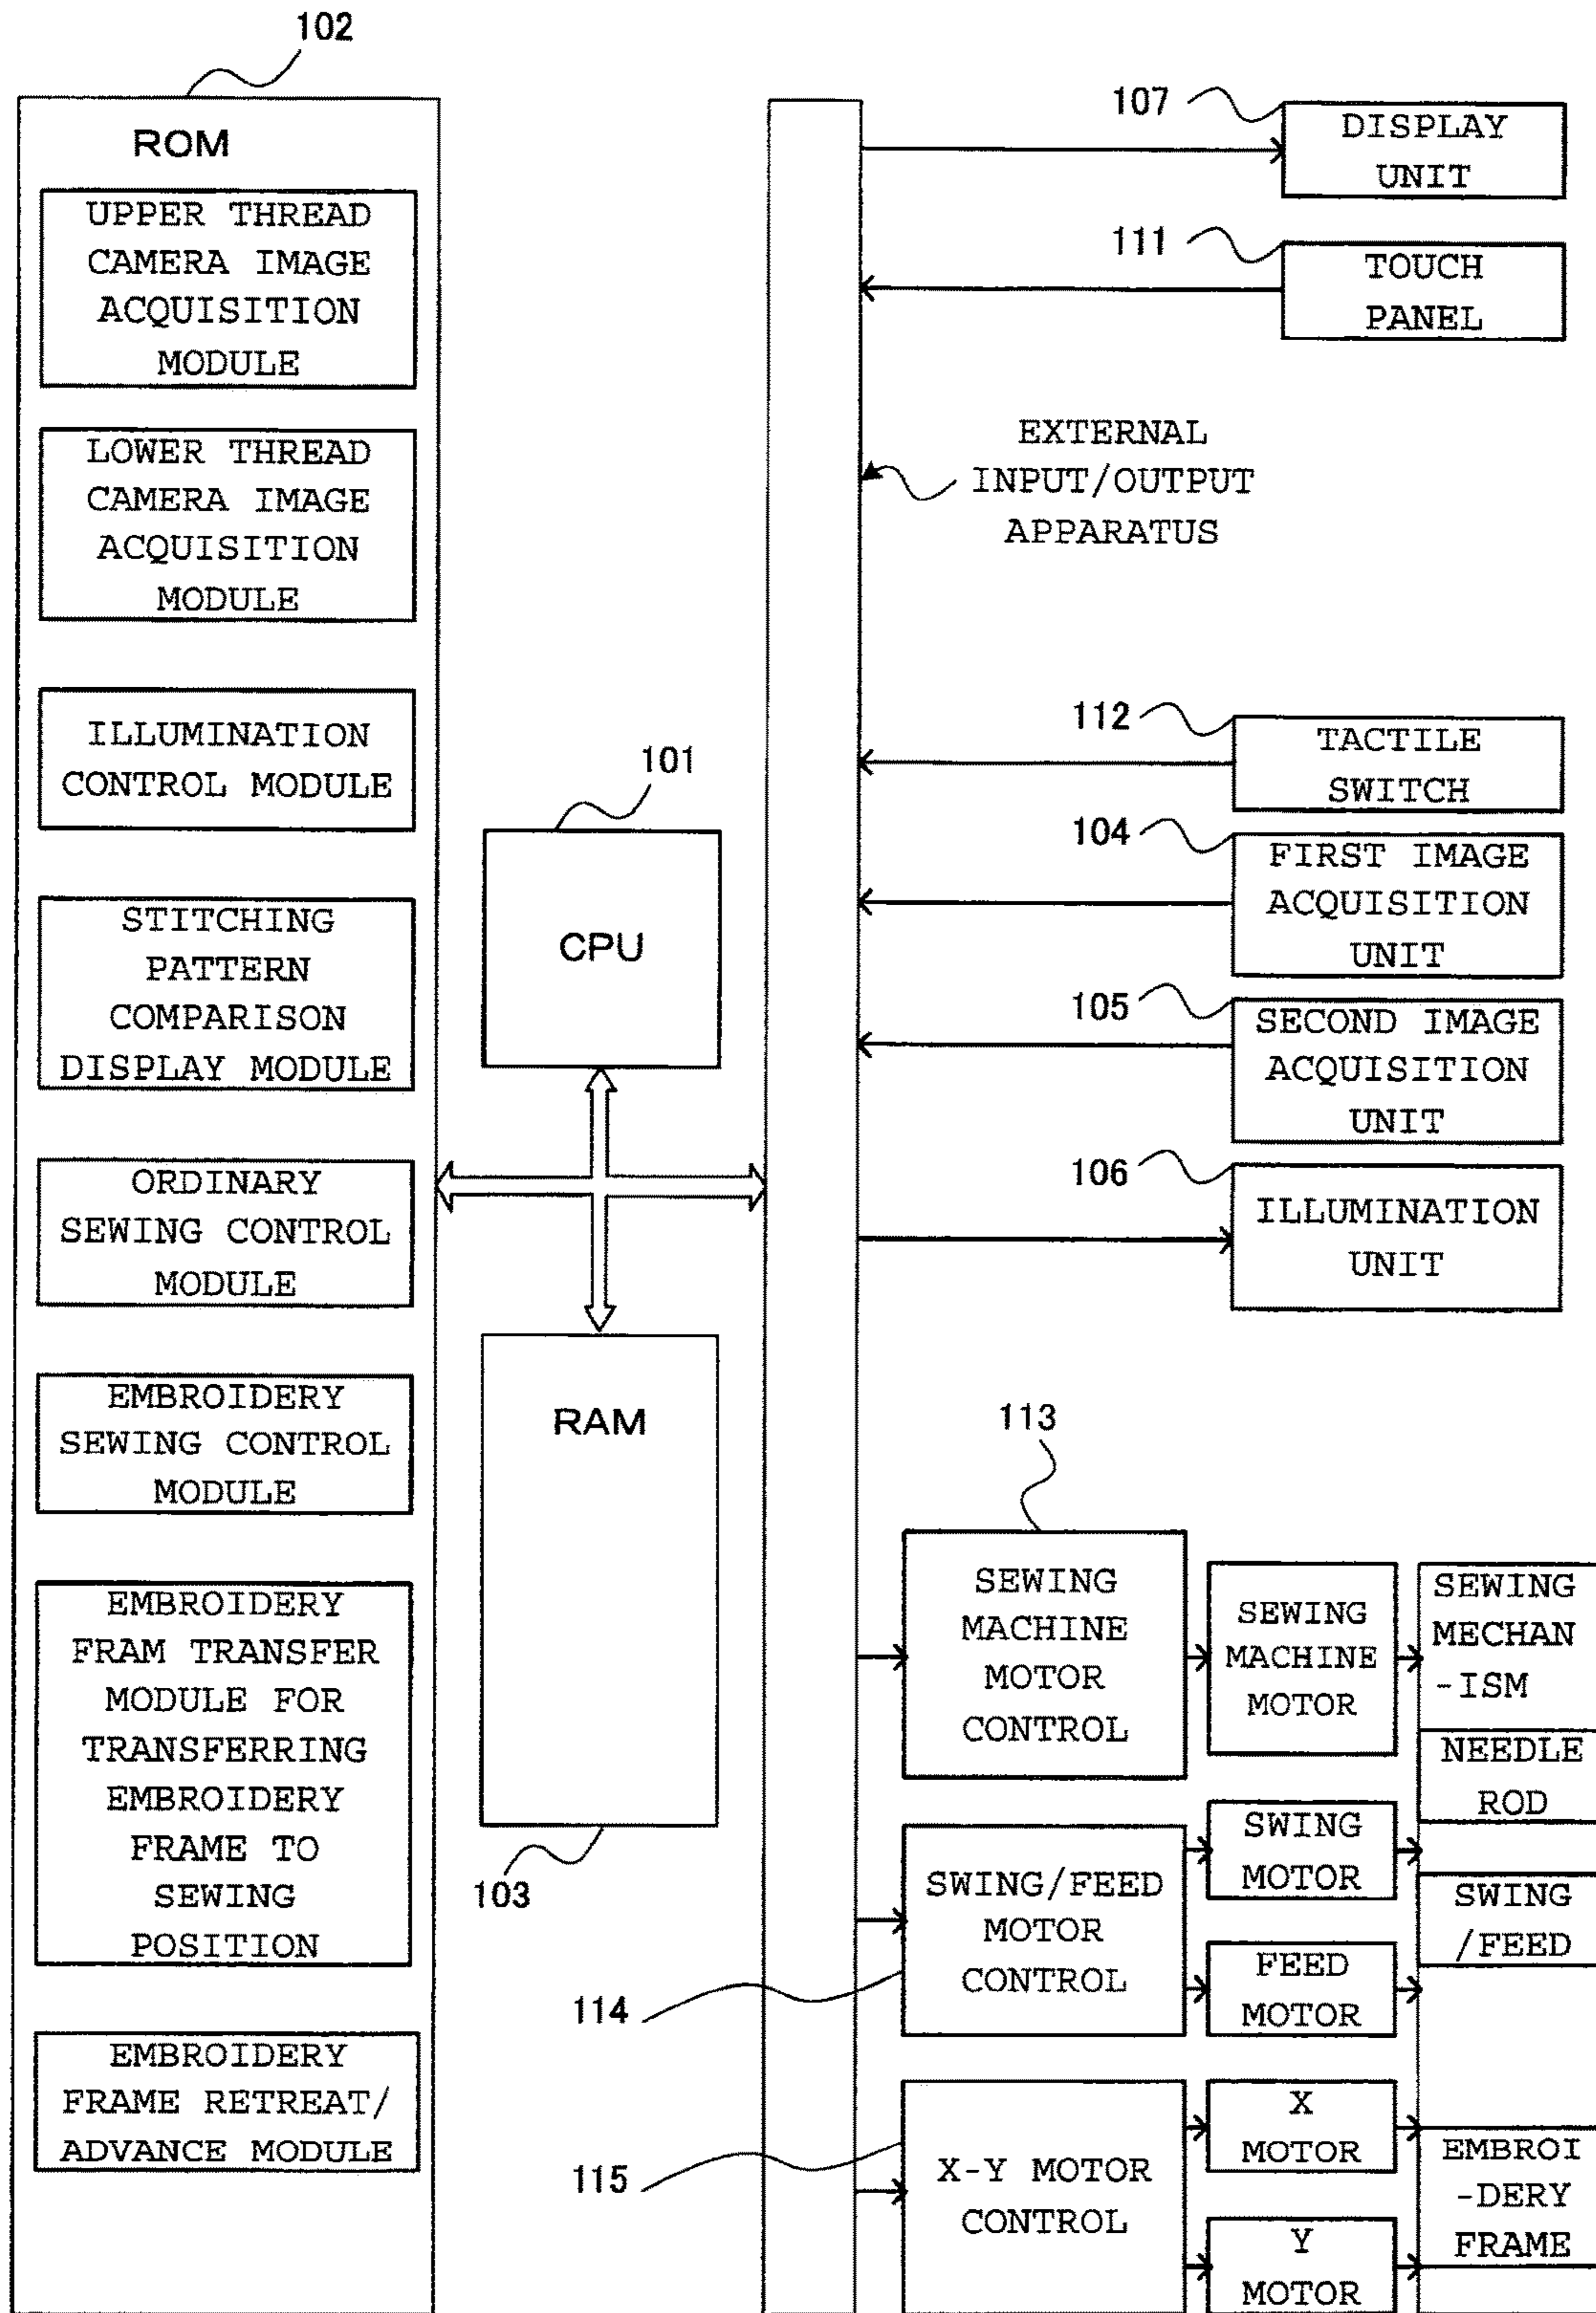 102
ROM
UPPER THREAD
CAMERA IMAGE
ACQUISITION
MODULE
LOWER THREAD
CAMERA IMAGE
ACQUISITION
MODULE
ILLUMINATION
CONTROL MODULE
STITCHING
PATTERN
COMPARISON
DISPLAY MODULE
ORDINARY
SEWING CONTROL
MODULE
EMBROIDERY
SEWING CONTROL
MODULE
EMBROIDERY
FRAM TRANSFER
MODULE FOR
TRANSFERRING
EMBROIDERY
FRAME TO
SEWING
POSITION
EMBROIDERY
FRAME RETREAT/
ADVANCE MODULE
101
CPU
RAM
103
107
DISPLAY
UNIT
111
TOUCH
PANEL
EXTERNAL
INPUT/OUTPUT
APPARATUS
112
TACTILE
SWITCH
104
FIRST IMAGE
ACQUISITION
UNIT
105
SECOND IMAGE
ACQUISITION
UNIT
106
ILLUMINATION
UNIT
113
SEWING
MACHINE
MOTOR
CONTROL
SEWING
MACHINE
MOTOR
SEWING
MECHAN
-ISM
NEEDLE
ROD
114
SWING/FEED
MOTOR
CONTROL
SWING
MOTOR
FEED
MOTOR
SWING
/FEED
115
X-Y MOTOR
CONTROL
X
MOTOR
Y
MOTOR
EMBROI
-DERY
FRAME